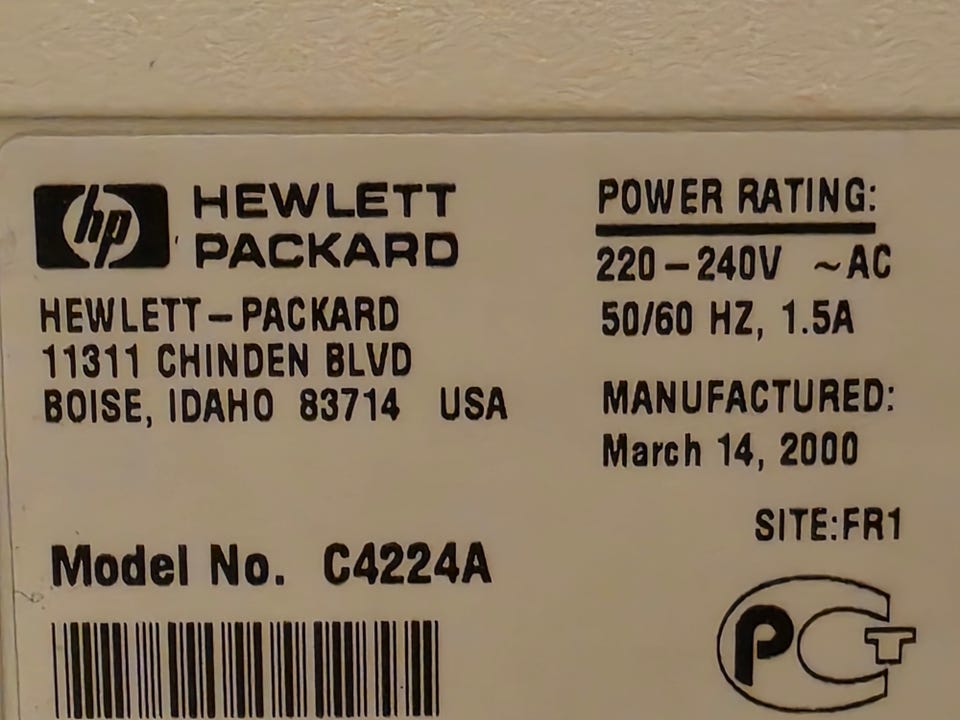 hp HEWLETT
PACKARD
HEWLETT-PACKARD
11311 CHINDEN BLVD
BOISE, IDAHO 83714 USA
Model No. C4224A
POWER RATING:
220-240V ~AC
50/60 HZ, 1.5A
MANUFACTURED:
March 14, 2000
SITE:FR1
PCT